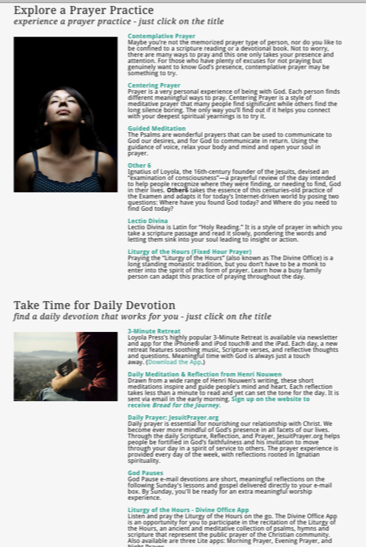 Explore a Prayer Practice
experience a prayer practice - just click on the title
Contemplative Prayer
Maybe you're not the memorized prayer type of person, nor do you like to
be confined to a scripture reading or a devotional book. Not to worry,
there are many ways to pray and this one only takes your presence and
attention. For those who have plenty of excuses for not praying but
genuinely want to know God's presence, contemplative prayer may be
something to try.
Centering Prayer
Prayer is a very personal experience of being with God. Each person finds
different meaningful ways to pray. Centering Prayer is a style of
meditative prayer that many people find significant while others find the
long silence boring. The only way you'll find out if it helps you connect
with your deepest spiritual yearnings is to try it.
Guided Meditation
The Psalms are wonderful prayers that can be used to communicate to
God our desires, and for God to communicate in return. Using the
guidance of voice, relax your body and mind and open your soul in
prayer.
Other 6
Ignatius of Loyola, the 16th-century founder of the Jesuits, devised an
"examination of consciousness"—a prayerful review of the day intended
to help people recognize where they were finding, or needing to find, God
in their lives. Other6 takes the essence of this centuries-old practice of
the Examen and adapts it for today's Internet-driven world by posing two
questions: Where have you found God today? and Where do you need to
find God today?
Lectio Divina
Lectio Divina is Latin for "Holy Reading." It is a style of prayer in which you
take a scripture passage and read it slowly, pondering the words and
letting them sink into your soul leading to insight or action.
Liturgy of the Hours (Fixed Hour Prayer)
Praying the "Liturgy of the Hours" (also known as The Divine Office) is a
long standing monastic tradition, but you don't have to be a monk to
enter into the spirit of this form of prayer. Learn how a busy family
person can adapt this practice of praying throughout the day.
Take Time for Daily Devotion
find a daily devotion that works for you - just click on the title
3-Minute Retreat
Loyola Press's highly popular 3-Minute Retreat is available via newsletter
and app for the iPhone® and iPod touch® and the iPad. Each day, a new
retreat features soothing music, Scripture verses, and reflective thoughts
and questions. Meaningful time with God is always just a touch
away. (Download the App.)
Daily Meditation & Reflection from Henri Nouwen
Drawn from a wide range of Henri Nouwen's writing, these short
meditations inspire and guide people's mind and heart. Each reflection
takes less than a minute to read and yet can set the tone for the day. It is
sent via email in the early morning. Sign up on the website to
receive Bread for the Journey.
Daily Prayer: JesuitPrayer.org
Daily prayer is essential for nourishing our relationship with Christ. We
become ever more mindful of God's presence in all facets of our lives.
Through the daily Scripture, Reflection, and Prayer, JesuitPrayer.org helps
people be fortified in God's faithfulness and his invitation to move
through your day in a spirit of service to others. The prayer experience is
provided every day of the week, with reflections rooted in Ignatian
spirituality.
God Pauses
God Pause e-mail devotions are short, meaningful reflections on the
following Sunday's lessons and gospel delivered directly to your e-mail
box. By Sunday, you'll be ready for an extra meaningful worship
experience.
Liturgy of the Hours - Divine Office App
Listen and pray the Liturgy of the Hours on the go. The Divine Office App
is an opportunity for you to participate in the recitation of the Liturgy of
the Hours, an ancient and meditative collection of psalms, hymns and
scripture that represent the public prayer of the Christian community.
Also available are three Lite apps: Morning Prayer, Evening Prayer, and